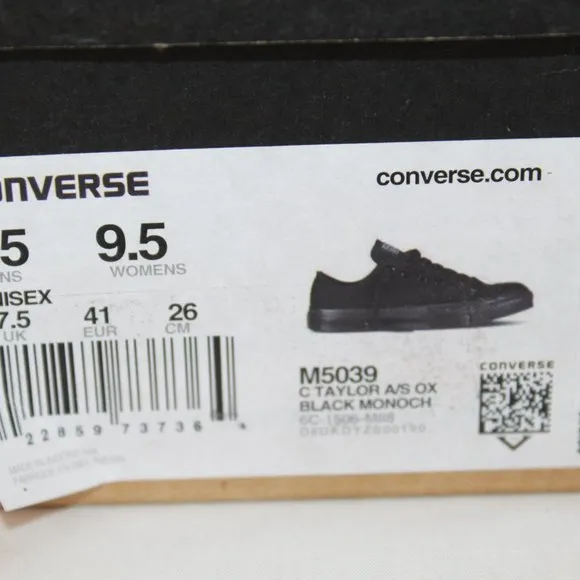 ONVERSE
converse.com
.5 9.5
NS WOMENS
NISEX
7.5 41 26
UK EUR CM
M5039
C TAYLOR A/S OX
BLACK MONOCH
CONVERSE
22859 73736